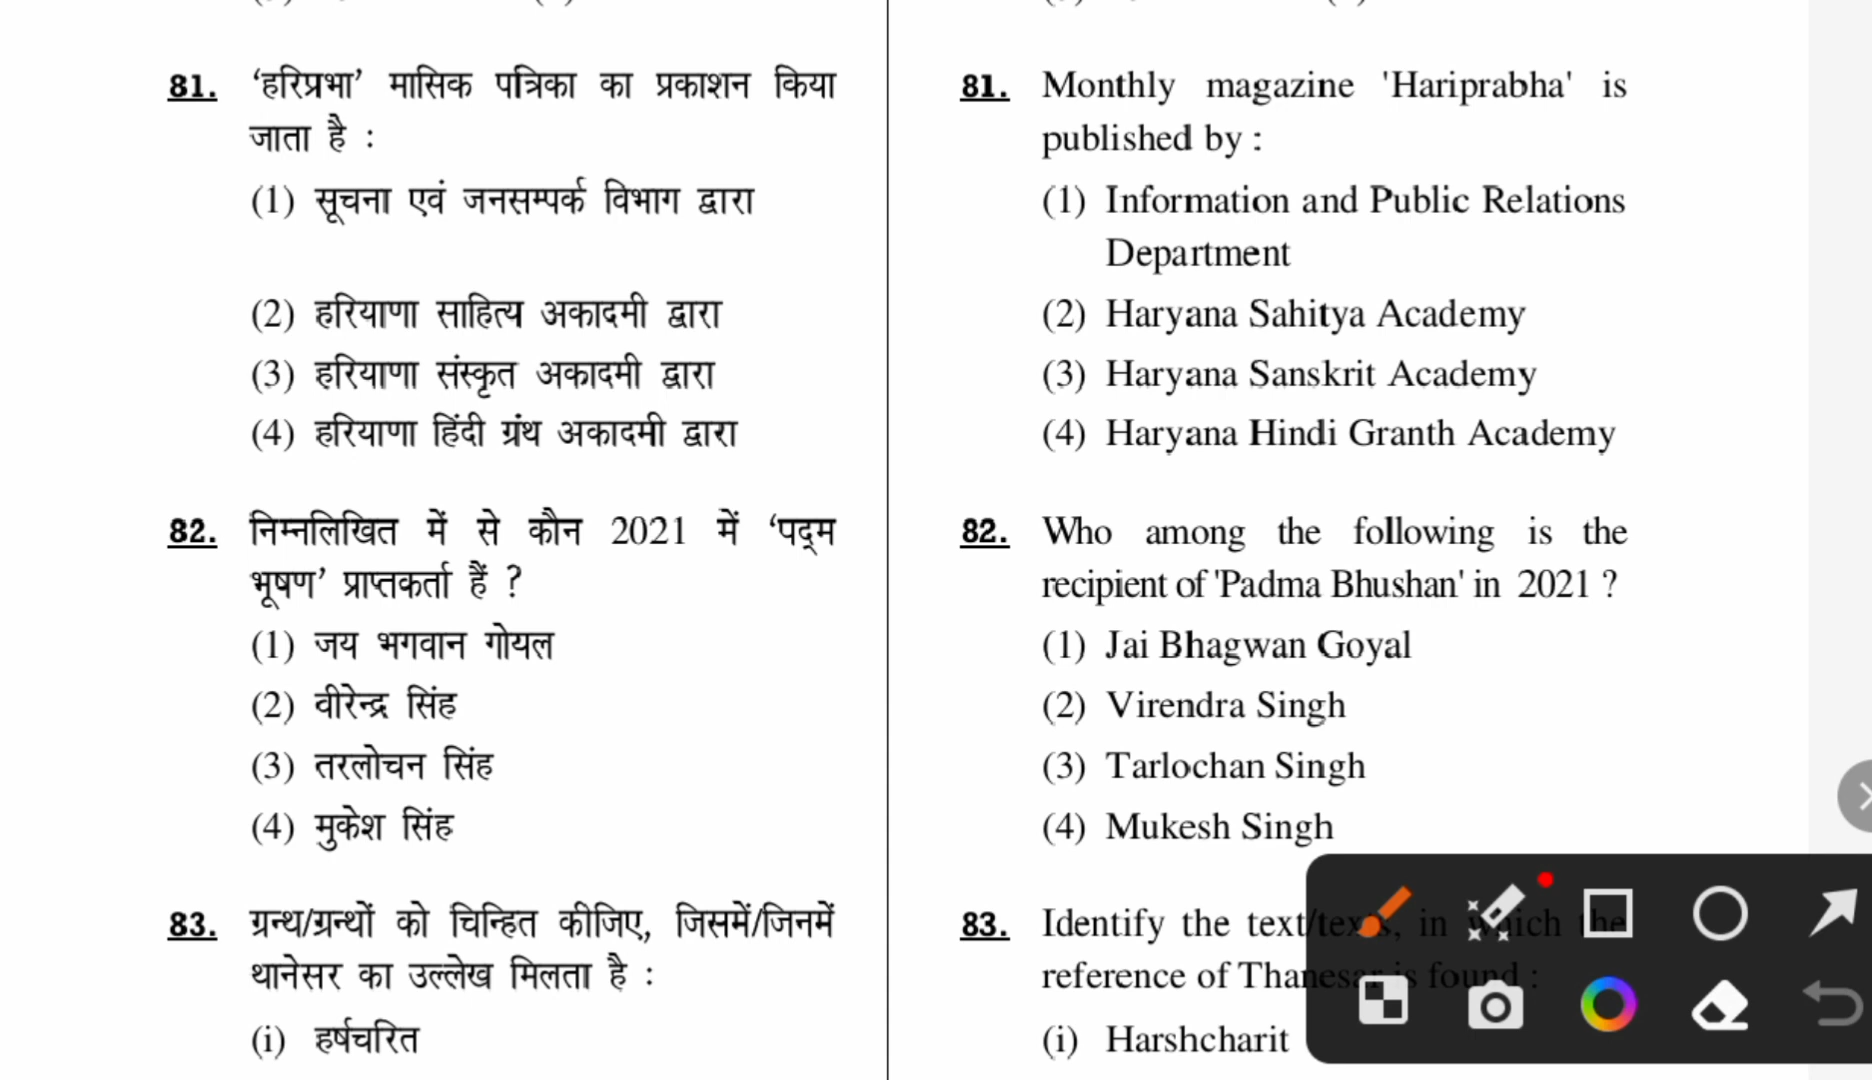 81. ‘हरिप्रभा’ मासिक पत्रिका का प्रकाशन किया
जाता है :
(1) सूचना एवं जनसम्पर्क विभाग द्वारा
(2) हरियाणा साहित्य अकादमी द्वारा
(3) हरियाणा संस्कृत अकादमी द्वारा
(4) हरियाणा हिंदी ग्रंथ अकादमी द्वारा
82. निम्नलिखित में से कौन 2021 में ‘पद्म
भूषण’ प्राप्तकर्ता हैं ?
(1) जय भगवान गोयल
(2) वीरेन्द्र सिंह
(3) तरलोचन सिंह
(4) मुकेश सिंह
83. ग्रन्थ/ग्रन्थों को चिन्हित कीजिए, जिसमें/जिनमें
थानेसर का उल्लेख मिलता है :
(i) हर्षचरित
81. Monthly magazine 'Hariprabha' is
published by :
(1) Information and Public Relations
Department
(2) Haryana Sahitya Academy
(3) Haryana Sanskrit Academy
(4) Haryana Hindi Granth Academy
82. Who among the following is the
recipient of 'Padma Bhushan' in 2021 ?
(1) Jai Bhagwan Goyal
(2) Virendra Singh
(3) Tarlochan Singh
(4) Mukesh Singh
83. Identify the text/texts, in which the
reference of Thanesar is found :
(i) Harshcharit